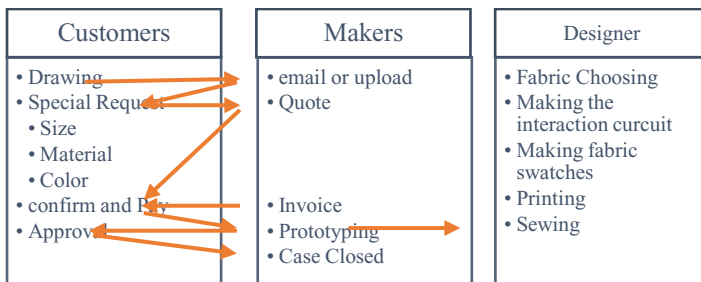 Customers
• Drawing
• Special Request
• Size
• Material
• Color
• confirm and Pay
• Approval
Makers
• email or upload
• Quote
• Invoice
• Prototyping
• Case Closed
Designer
• Fabric Choosing
• Making the
interaction curcuit
• Making fabric
swatches
• Printing
• Sewing